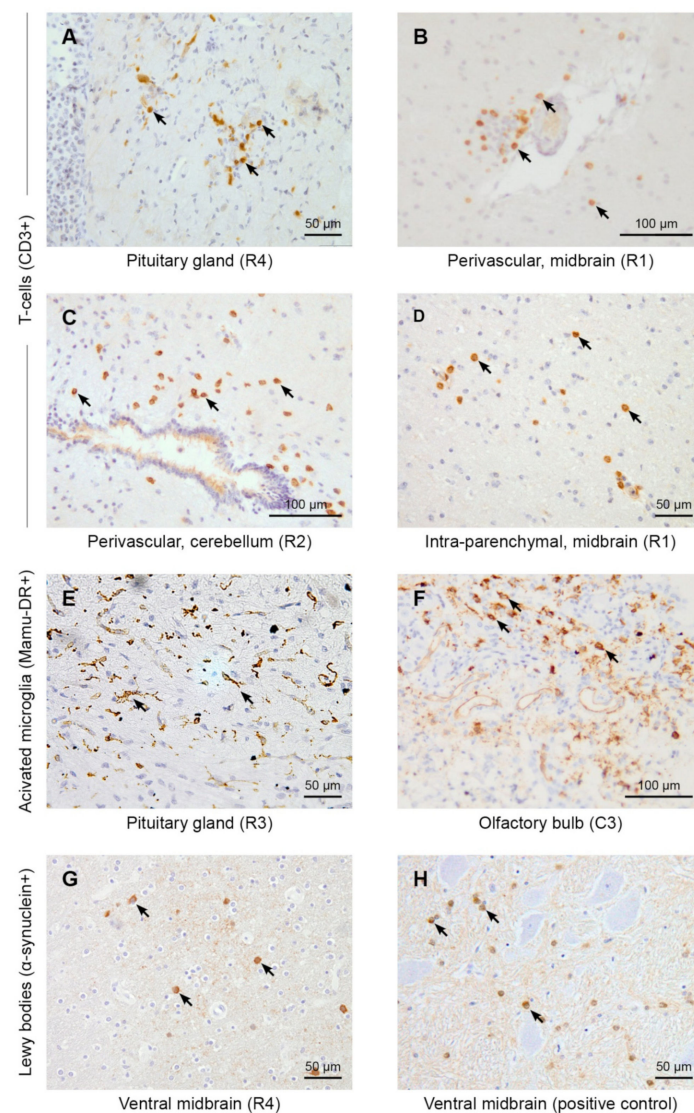 T-cells (CD3+)
A
50 µm
Pituitary gland (R4)
B
100 µm
Perivascular, midbrain (R1)
C
100 µm
Perivascular, cerebellum (R2)
D
50 µm
Intra-parenchymal, midbrain (R1)
Acivated microglia (Mamu-DR+)
E
50 µm
Pituitary gland (R3)
F
100 µm
Olfactory bulb (C3)
Lewy bodies (α-synuclein+)
G
50 µm
Ventral midbrain (R4)
H
50 µm
Ventral midbrain (positive control)